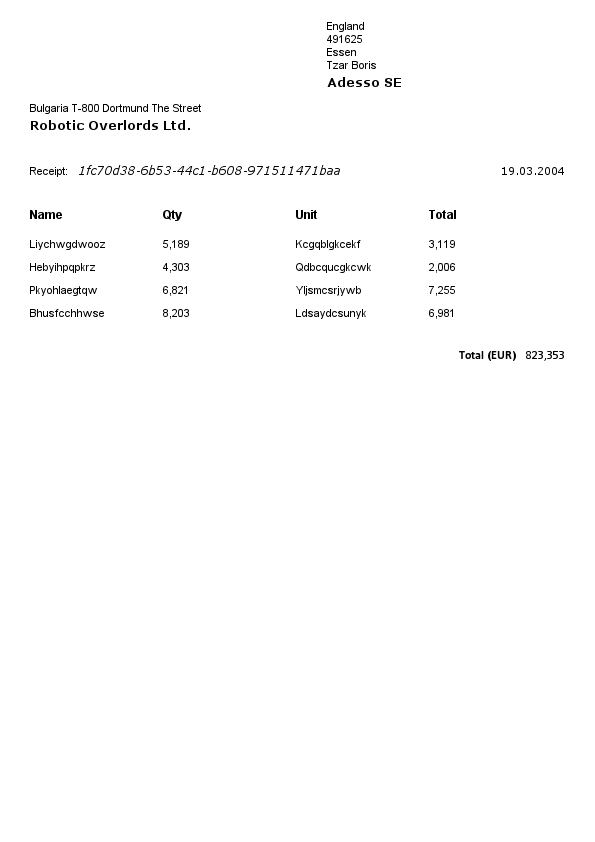 England
491625
Essen
Tzar Boris
Adesso SE
Bulgaria T-800 Dortmund The Street
Robotic Overlords Ltd.
Receipt: 1fc70d38-6b53-44c1-b608-971511471baa 19.03.2004
Name Qty Unit Total
Liychwgdwooz 5,189 Kcgqblgkcekf 3,119
Hebyihpqpkrz 4,303 Qdbcqucgkcwk 2,006
Pkyohlaegtqw 6,821 Yljsmcsrjywb 7,255
Bhusfcchhwse 8,203 Ldsaydcsunyk 6,981
Total (EUR) 823,353